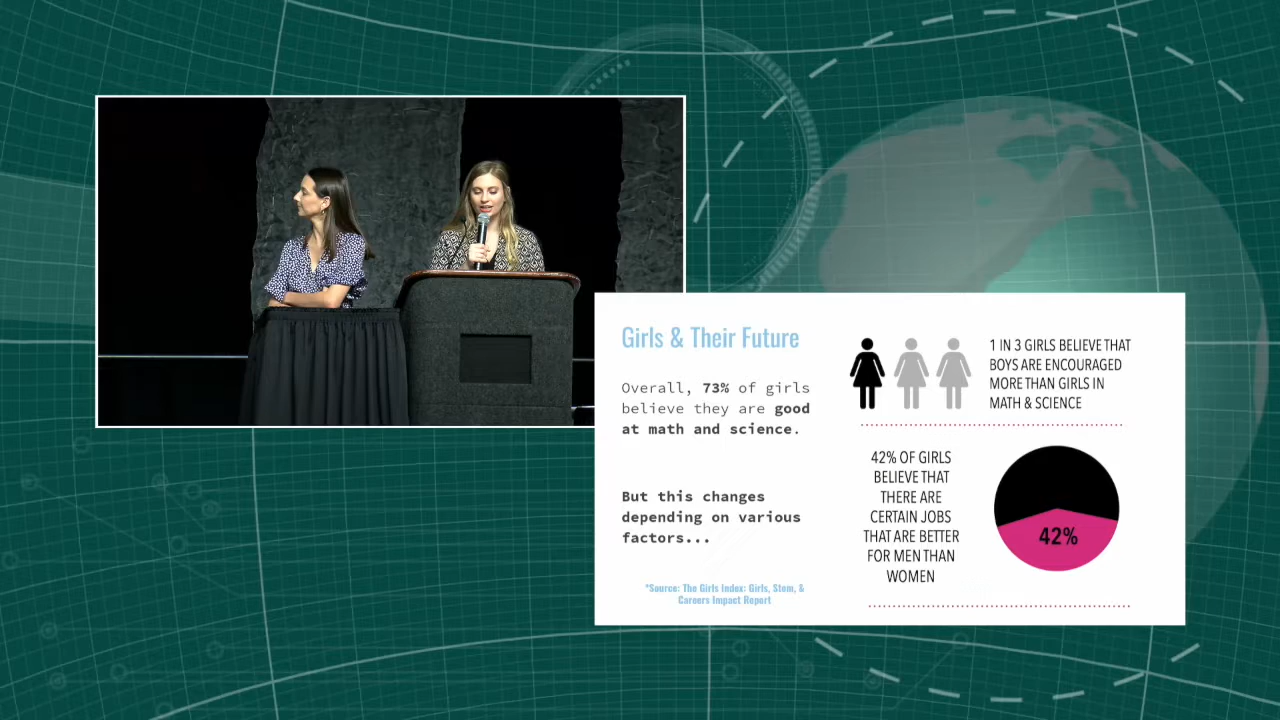 Girls & Their Future
Overall, 73% of girls
believe they are good
at math and science.
But this changes
depending on various
factors...
*Source: The Girls Index: Girls, Stem, &
Careers Impact Report
1 IN 3 GIRLS BELIEVE THAT
BOYS ARE ENCOURAGED
MORE THAN GIRLS IN
MATH & SCIENCE
42% OF GIRLS
BELIEVE THAT
THERE ARE
CERTAIN JOBS
THAT ARE BETTER
FOR MEN THAN
WOMEN
42%